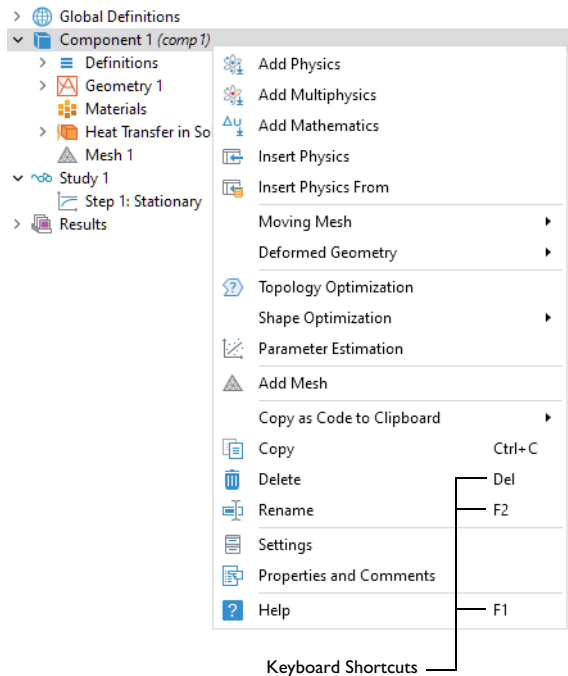 Global Definitions
Component 1 (comp1)
Definitions
Geometry 1
Materials
Heat Transfer in So
Mesh 1
Study 1
Step 1: Stationary
Results
Add Physics
Add Multiphysics
Δu Add Mathematics
Insert Physics
Insert Physics From
Moving Mesh
Deformed Geometry
? Topology Optimization
Shape Optimization
Parameter Estimation
Add Mesh
Copy as Code to Clipboard
Copy Ctrl+C
Delete Del
Rename F2
Settings
Properties and Comments
? Help F1
Keyboard Shortcuts